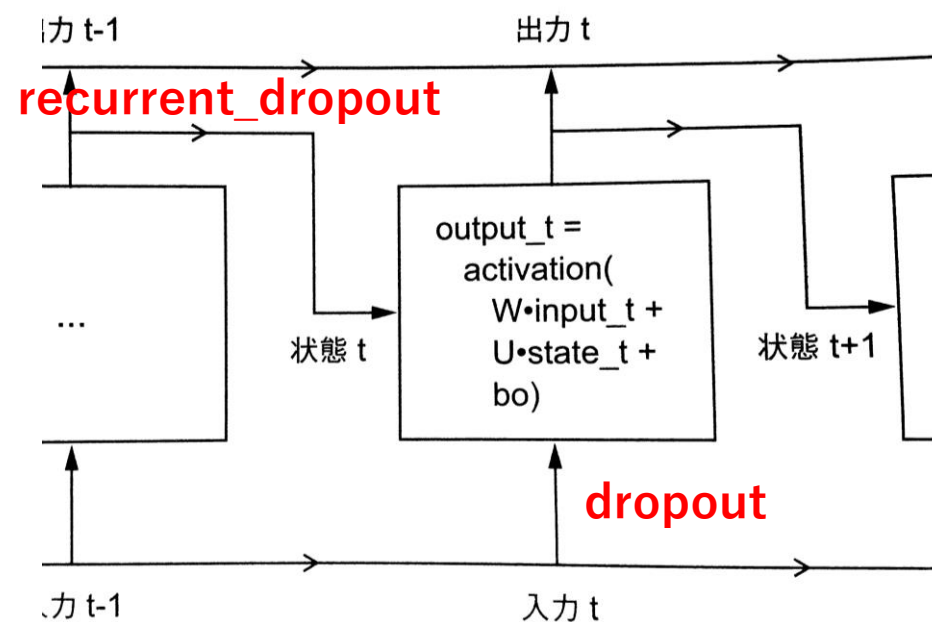 出力 t-1
出力 t
recurrent_dropout
output_t =
activation(
W•input_t +
U•state_t +
bo)
...
状態 t
状態 t+1
dropout
入力 t-1
入力 t